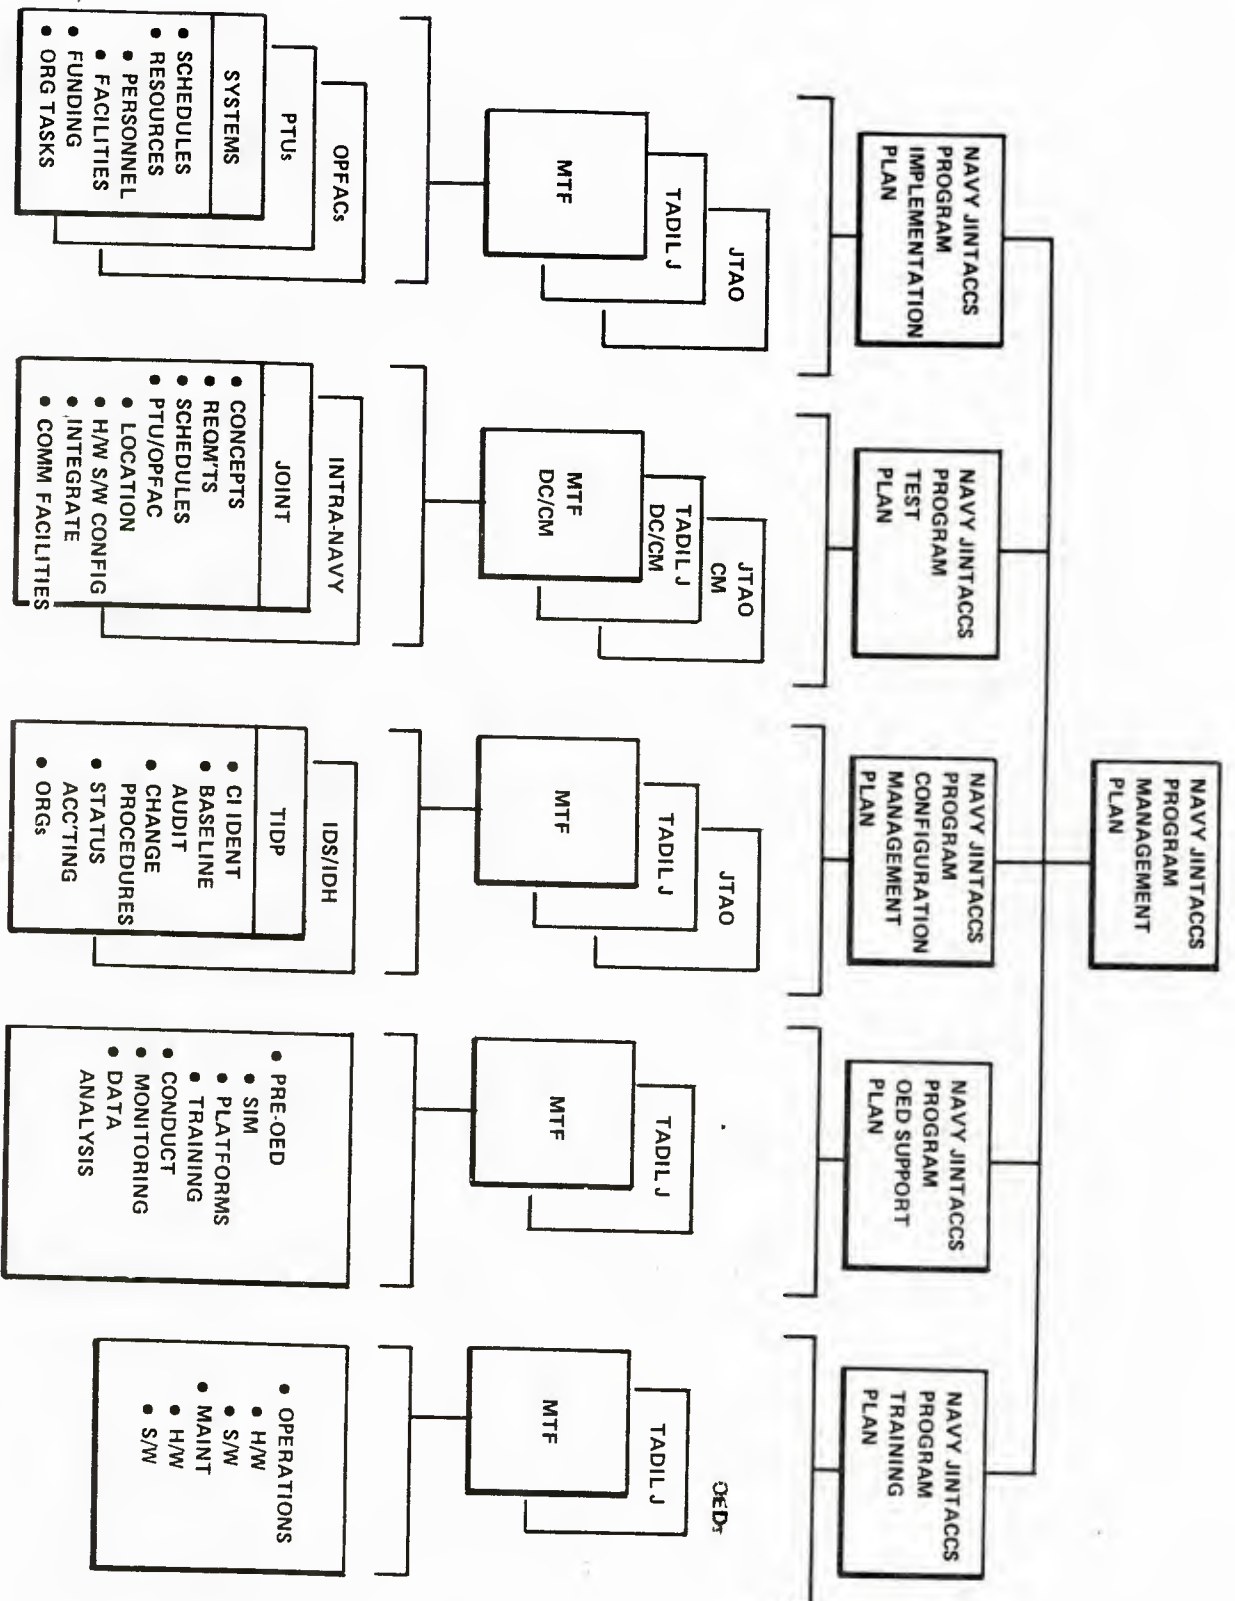 NAVY JINTACCS
PROGRAM
MANAGEMENT
PLAN
NAVY JINTACCS
PROGRAM
IMPLEMENTATION
PLAN
NAVY JINTACCS
PROGRAM
TEST
PLAN
NAVY JINTACCS
PROGRAM
CONFIGURATION
MANAGEMENT
PLAN
NAVY JINTACCS
PROGRAM
OED SUPPORT
PLAN
NAVY JINTACCS
PROGRAM
TRAINING
PLAN
JTAO
TADIL J
MTF
JTAO
CM
TADIL J
DC/CM
MTF
DC/CM
JTAO
TADIL J
MTF
TADIL J
MTF
OEDs
TADIL J
MTF
OPFACs
PTUs
SYSTEMS
• SCHEDULES
• RESOURCES
• PERSONNEL
• FACILITIES
• FUNDING
• ORG TASKS
INTRA-NAVY
JOINT
• CONCEPTS
• REQM'TS
• SCHEDULES
• PTU/OPFAC
• LOCATION
• H/W S/W CONFIG
• INTEGRATE
• COMM FACILITIES
IDS/IDH
TIDP
• CI IDENT
• BASELINE
AUDIT
• CHANGE
PROCEDURES
• STATUS
ACC'TING
• ORGs
• PRE-OED
• SIM
• PLATFORMS
• TRAINING
• CONDUCT
• MONITORING
• DATA
ANALYSIS
• OPERATIONS
• H/W
• S/W
• MAINT
• H/W
• S/W